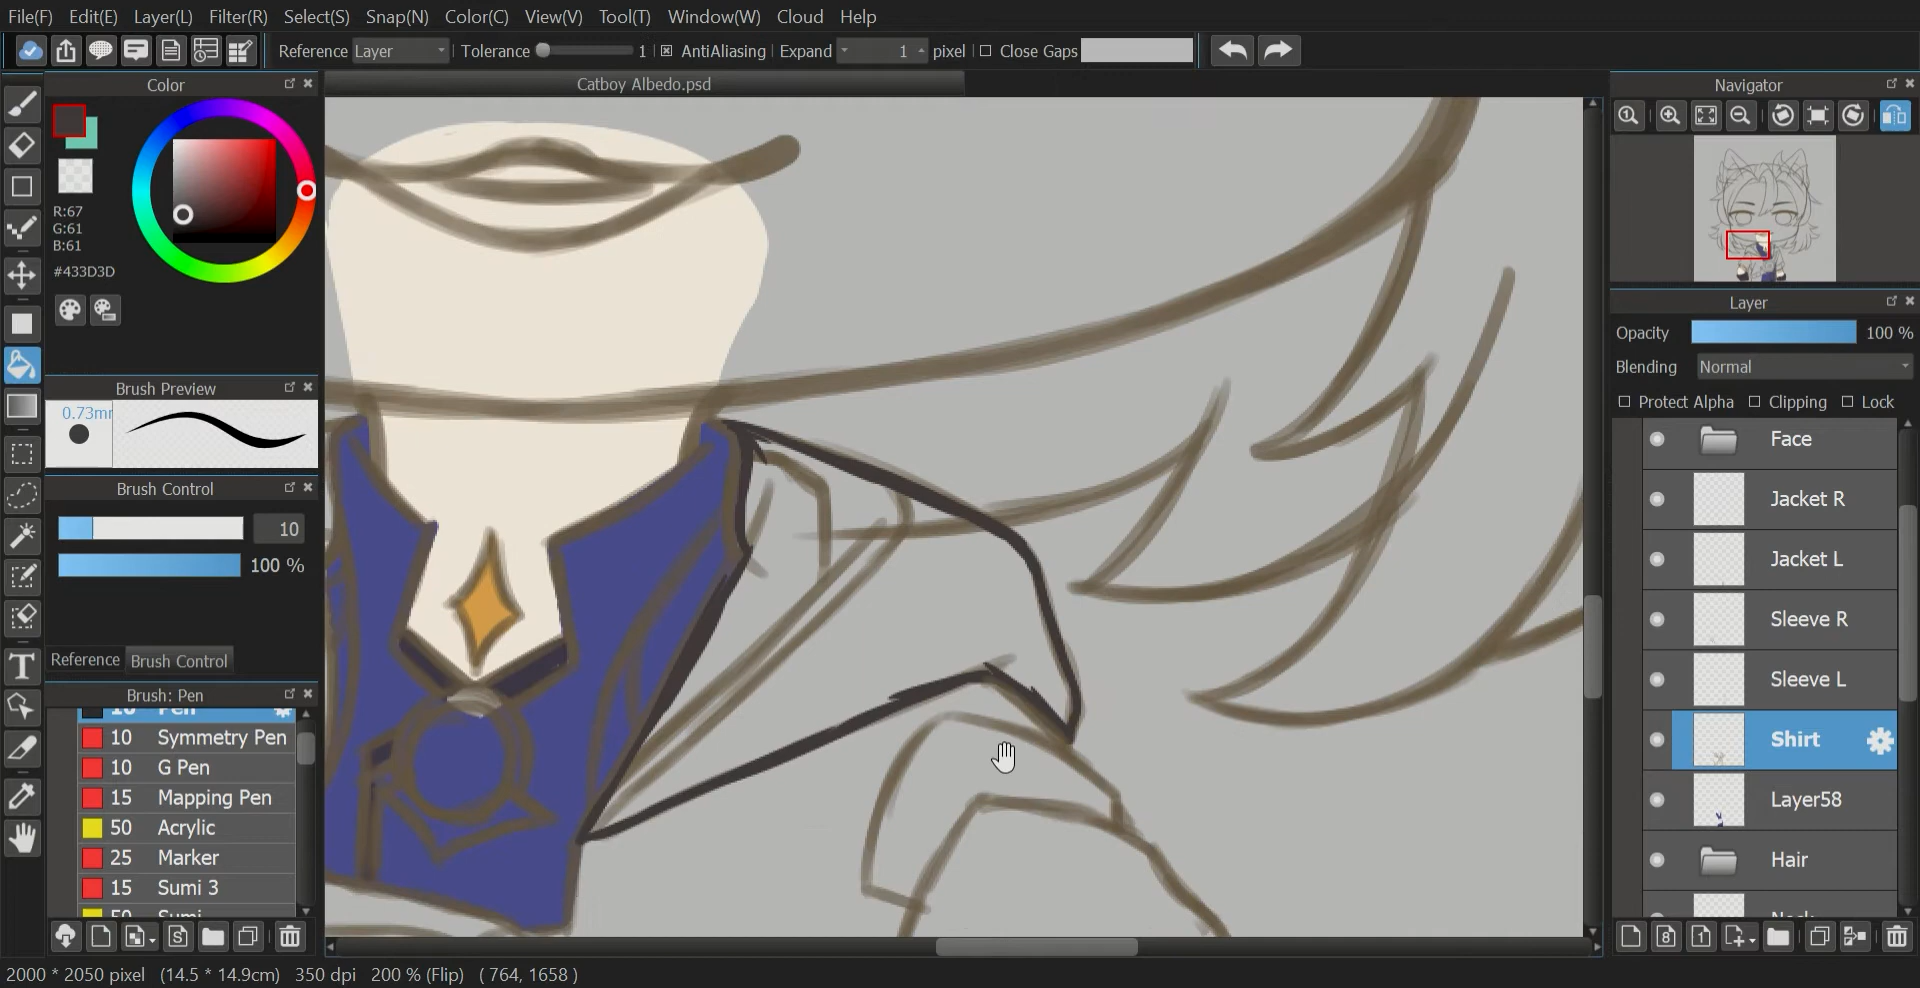 File(F) Edit(E) Layer(L) Filter(R) Select(S) Snap(N) Color(C) View(V) Tool(T) Window(W) Cloud Help
Reference Layer Tolerance 1 AntiAliasing Expand 1 pixel Close Gaps
Color
Catboy Albedo.psd
Navigator
R:67
G:61
B:61
#433D3D
Layer
Opacity 100 %
Blending Normal
Protect Alpha Clipping Lock
Brush Preview
0.73mm
Brush Control
10
100 %
Reference Brush Control
Brush: Pen
10 Pen
10 Symmetry Pen
10 G Pen
15 Mapping Pen
50 Acrylic
25 Marker
15 Sumi 3
50 Sumi
Face
Jacket R
Jacket L
Sleeve R
Sleeve L
Shirt
Layer58
Hair
Neck
2000 * 2050 pixel (14.5 * 14.9cm) 350 dpi 200 % (Flip) ( 764, 1658 )